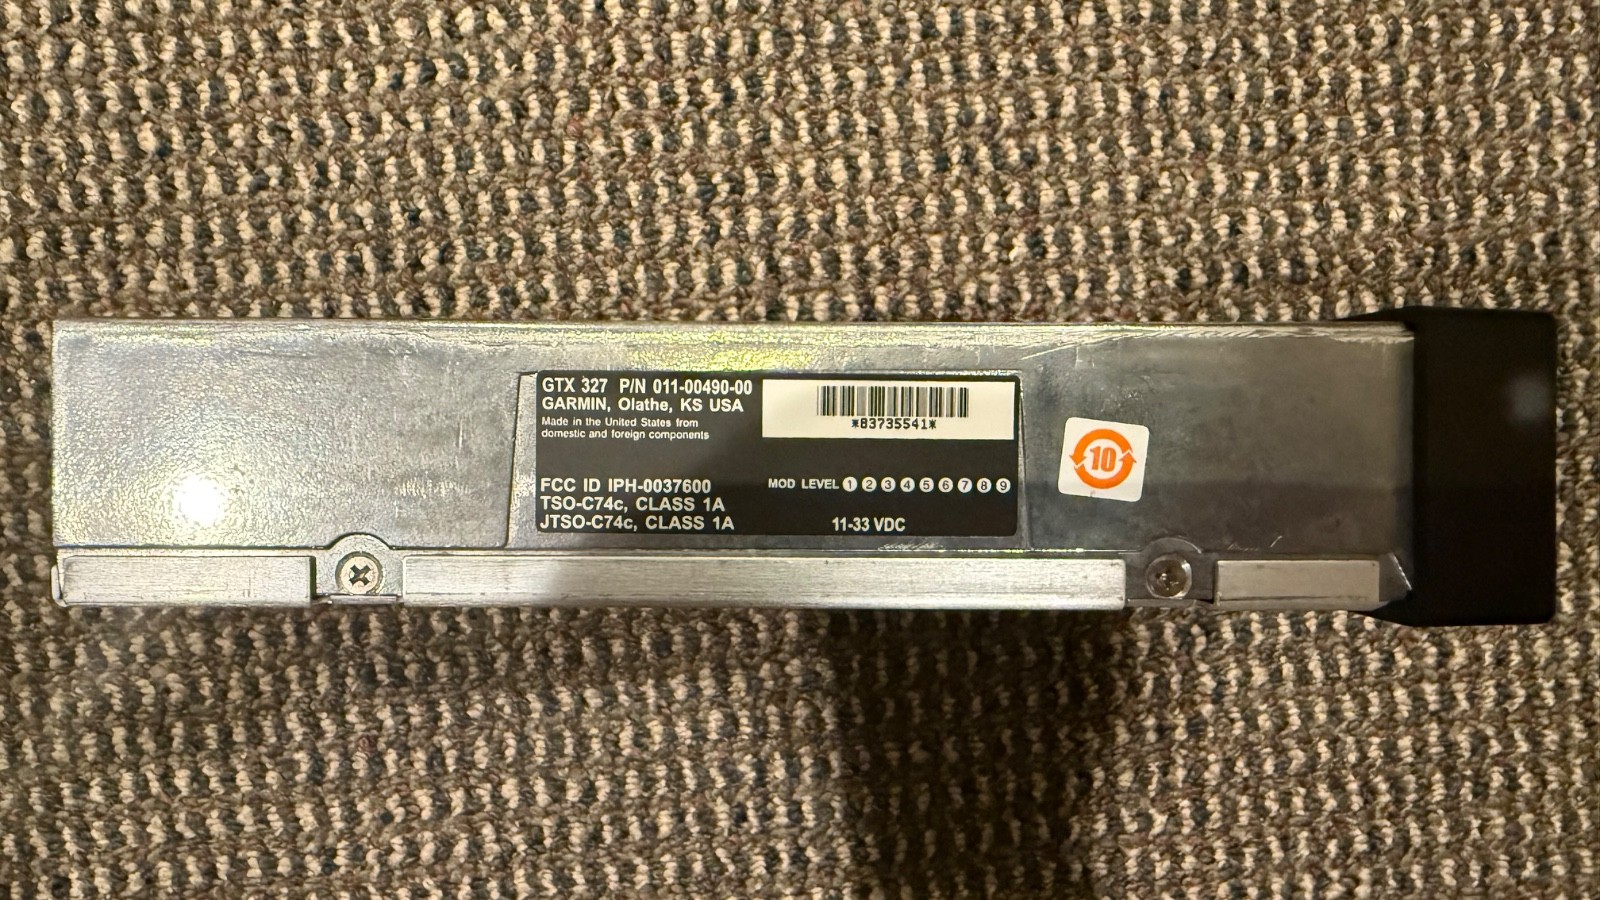 GTX 327 P/N 011-00490-00
GARMIN, Olathe, KS USA
Made in the United States from
domestic and foreign components
*83735541*
FCC ID IPH-0037600
TSO-C74c, CLASS 1A
JTSO-C74c, CLASS 1A
MOD LEVEL 1 2 3 4 5 6 7 8 9
11-33 VDC
10